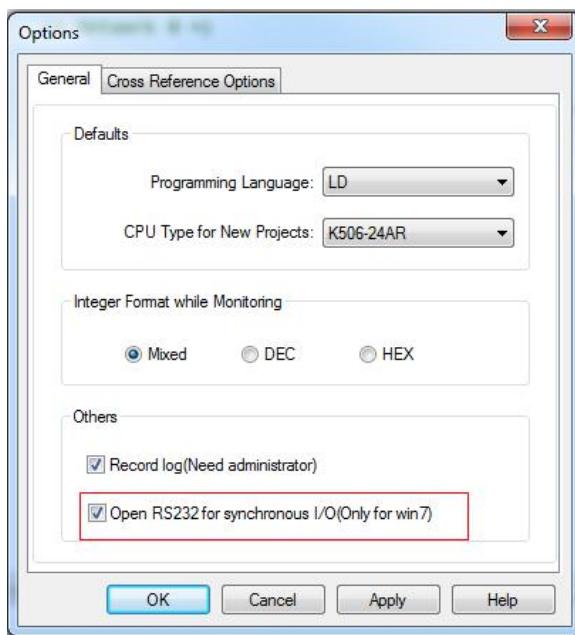 Options
General
Cross Reference Options
Defaults
Programming Language: LD
CPU Type for New Projects: K506-24AR
Integer Format while Monitoring
Mixed DEC HEX
Others
Record log(Need administrator)
Open RS232 for synchronous I/O(Only for win7)
OK Cancel Apply Help